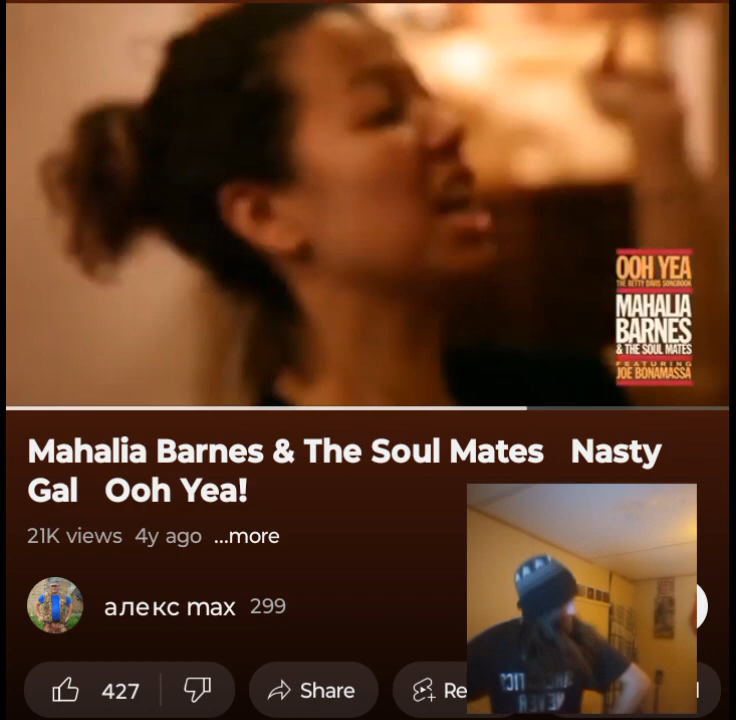 OOH YEA
THE BETTY DAVIS SONGBOOK
MAHALIA
BARNES
& THE SOUL MATES
FEATURING
JOE BONAMASSA
Mahalia Barnes & The Soul Mates Nasty
Gal Ooh Yea!
21K views 4y ago ...more
алекс max 299
427 Share Re